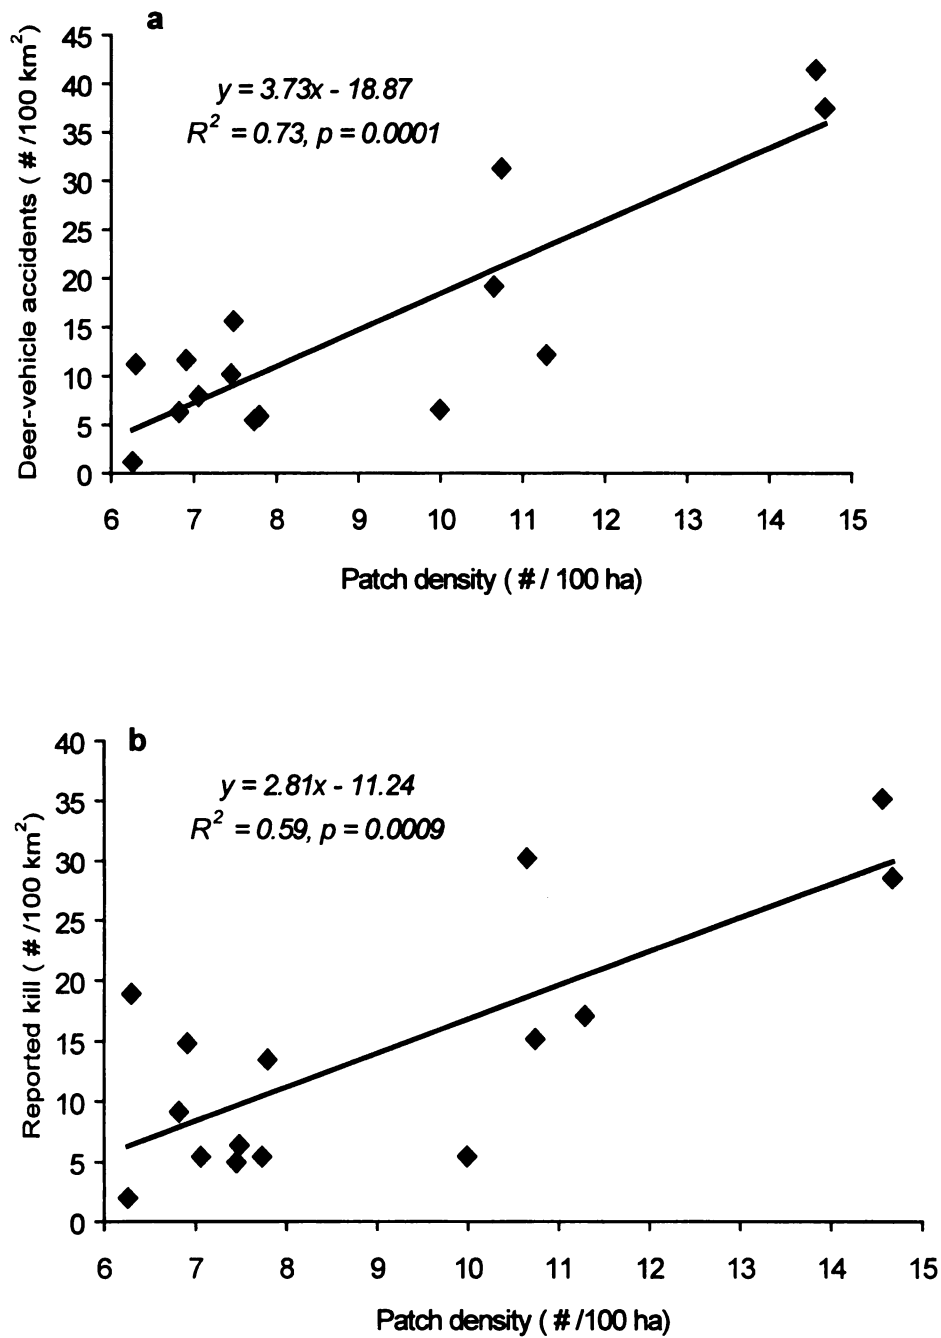 a
Deer-vehicle accidents ( # /100 km²)
45
40
35
30
25
20
15
10
5
0
y = 3.73x - 18.87
R² = 0.73, p = 0.0001
6 7 8 9 10 11 12 13 14 15
Patch density ( # / 100 ha)
b
Reported kill ( # /100 km²)
40
35
30
25
20
15
10
5
0
y = 2.81x - 11.24
R² = 0.59, p = 0.0009
6 7 8 9 10 11 12 13 14 15
Patch density ( # /100 ha)